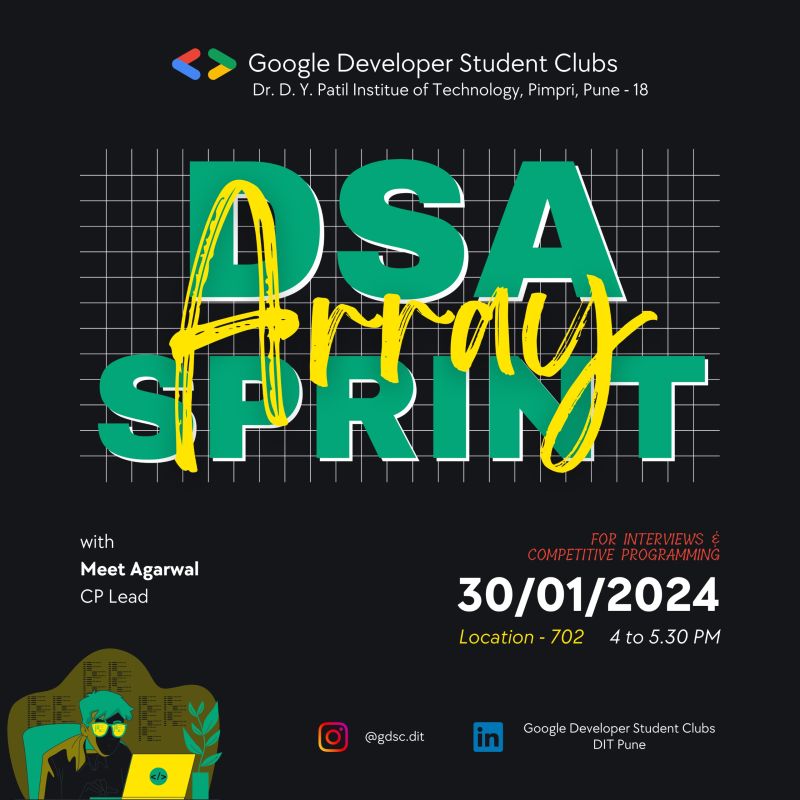 Google Developer Student Clubs
Dr. D. Y. Patil Institue of Technology, Pimpri, Pune - 18
DSA
Array
SPRINT
with
Meet Agarwal
CP Lead
FOR INTERVIEWS &
COMPETITIVE PROGRAMMING
30/01/2024
Location - 702 4 to 5.30 PM
</>
@gdsc.dit
in
Google Developer Student Clubs
DIT Pune